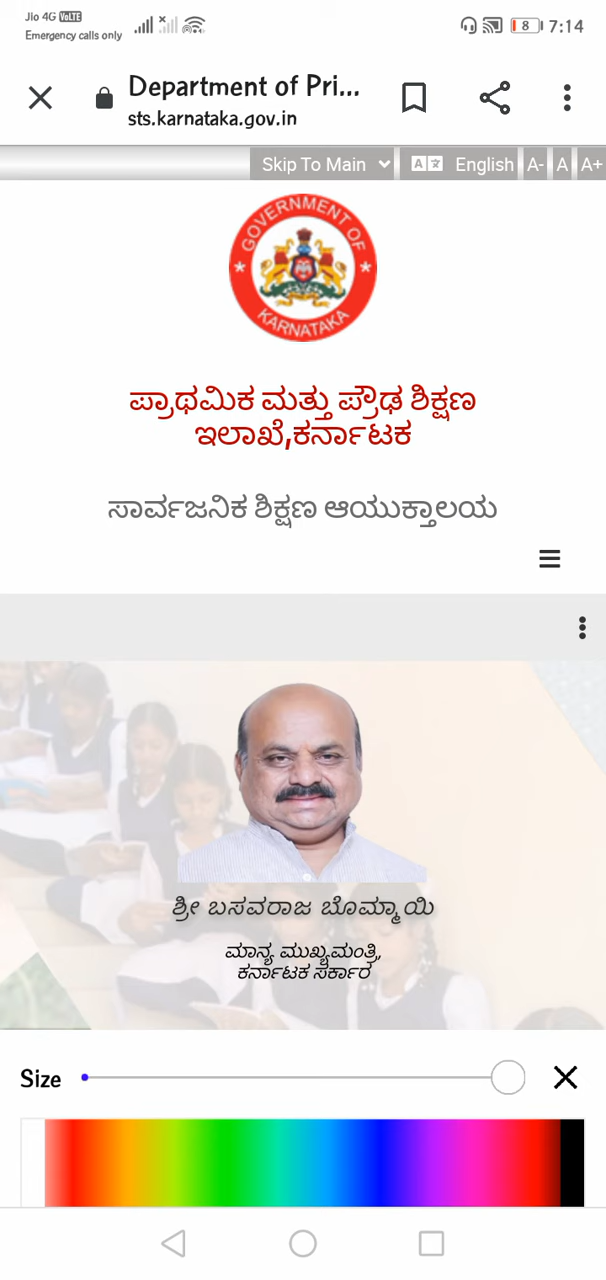 Jio 4G VoLTE
Emergency calls only
8
7:14
Department of Pri...
sts.karnataka.gov.in
Skip To Main
English
A-
A
A+
GOVERNMENT OF
KARNATAKA
ಪ್ರಾಥಮಿಕ ಮತ್ತು ಪ್ರೌಢ ಶಿಕ್ಷಣ
ಇಲಾಖೆ,ಕರ್ನಾಟಕ
ಸಾರ್ವಜನಿಕ ಶಿಕ್ಷಣ ಆಯುಕ್ತಾಲಯ
ಶ್ರೀ ಬಸವರಾಜ ಬೊಮ್ಮಾಯಿ
ಮಾನ್ಯ ಮುಖ್ಯಮಂತ್ರಿ,
ಕರ್ನಾಟಕ ಸರ್ಕಾರ
Size